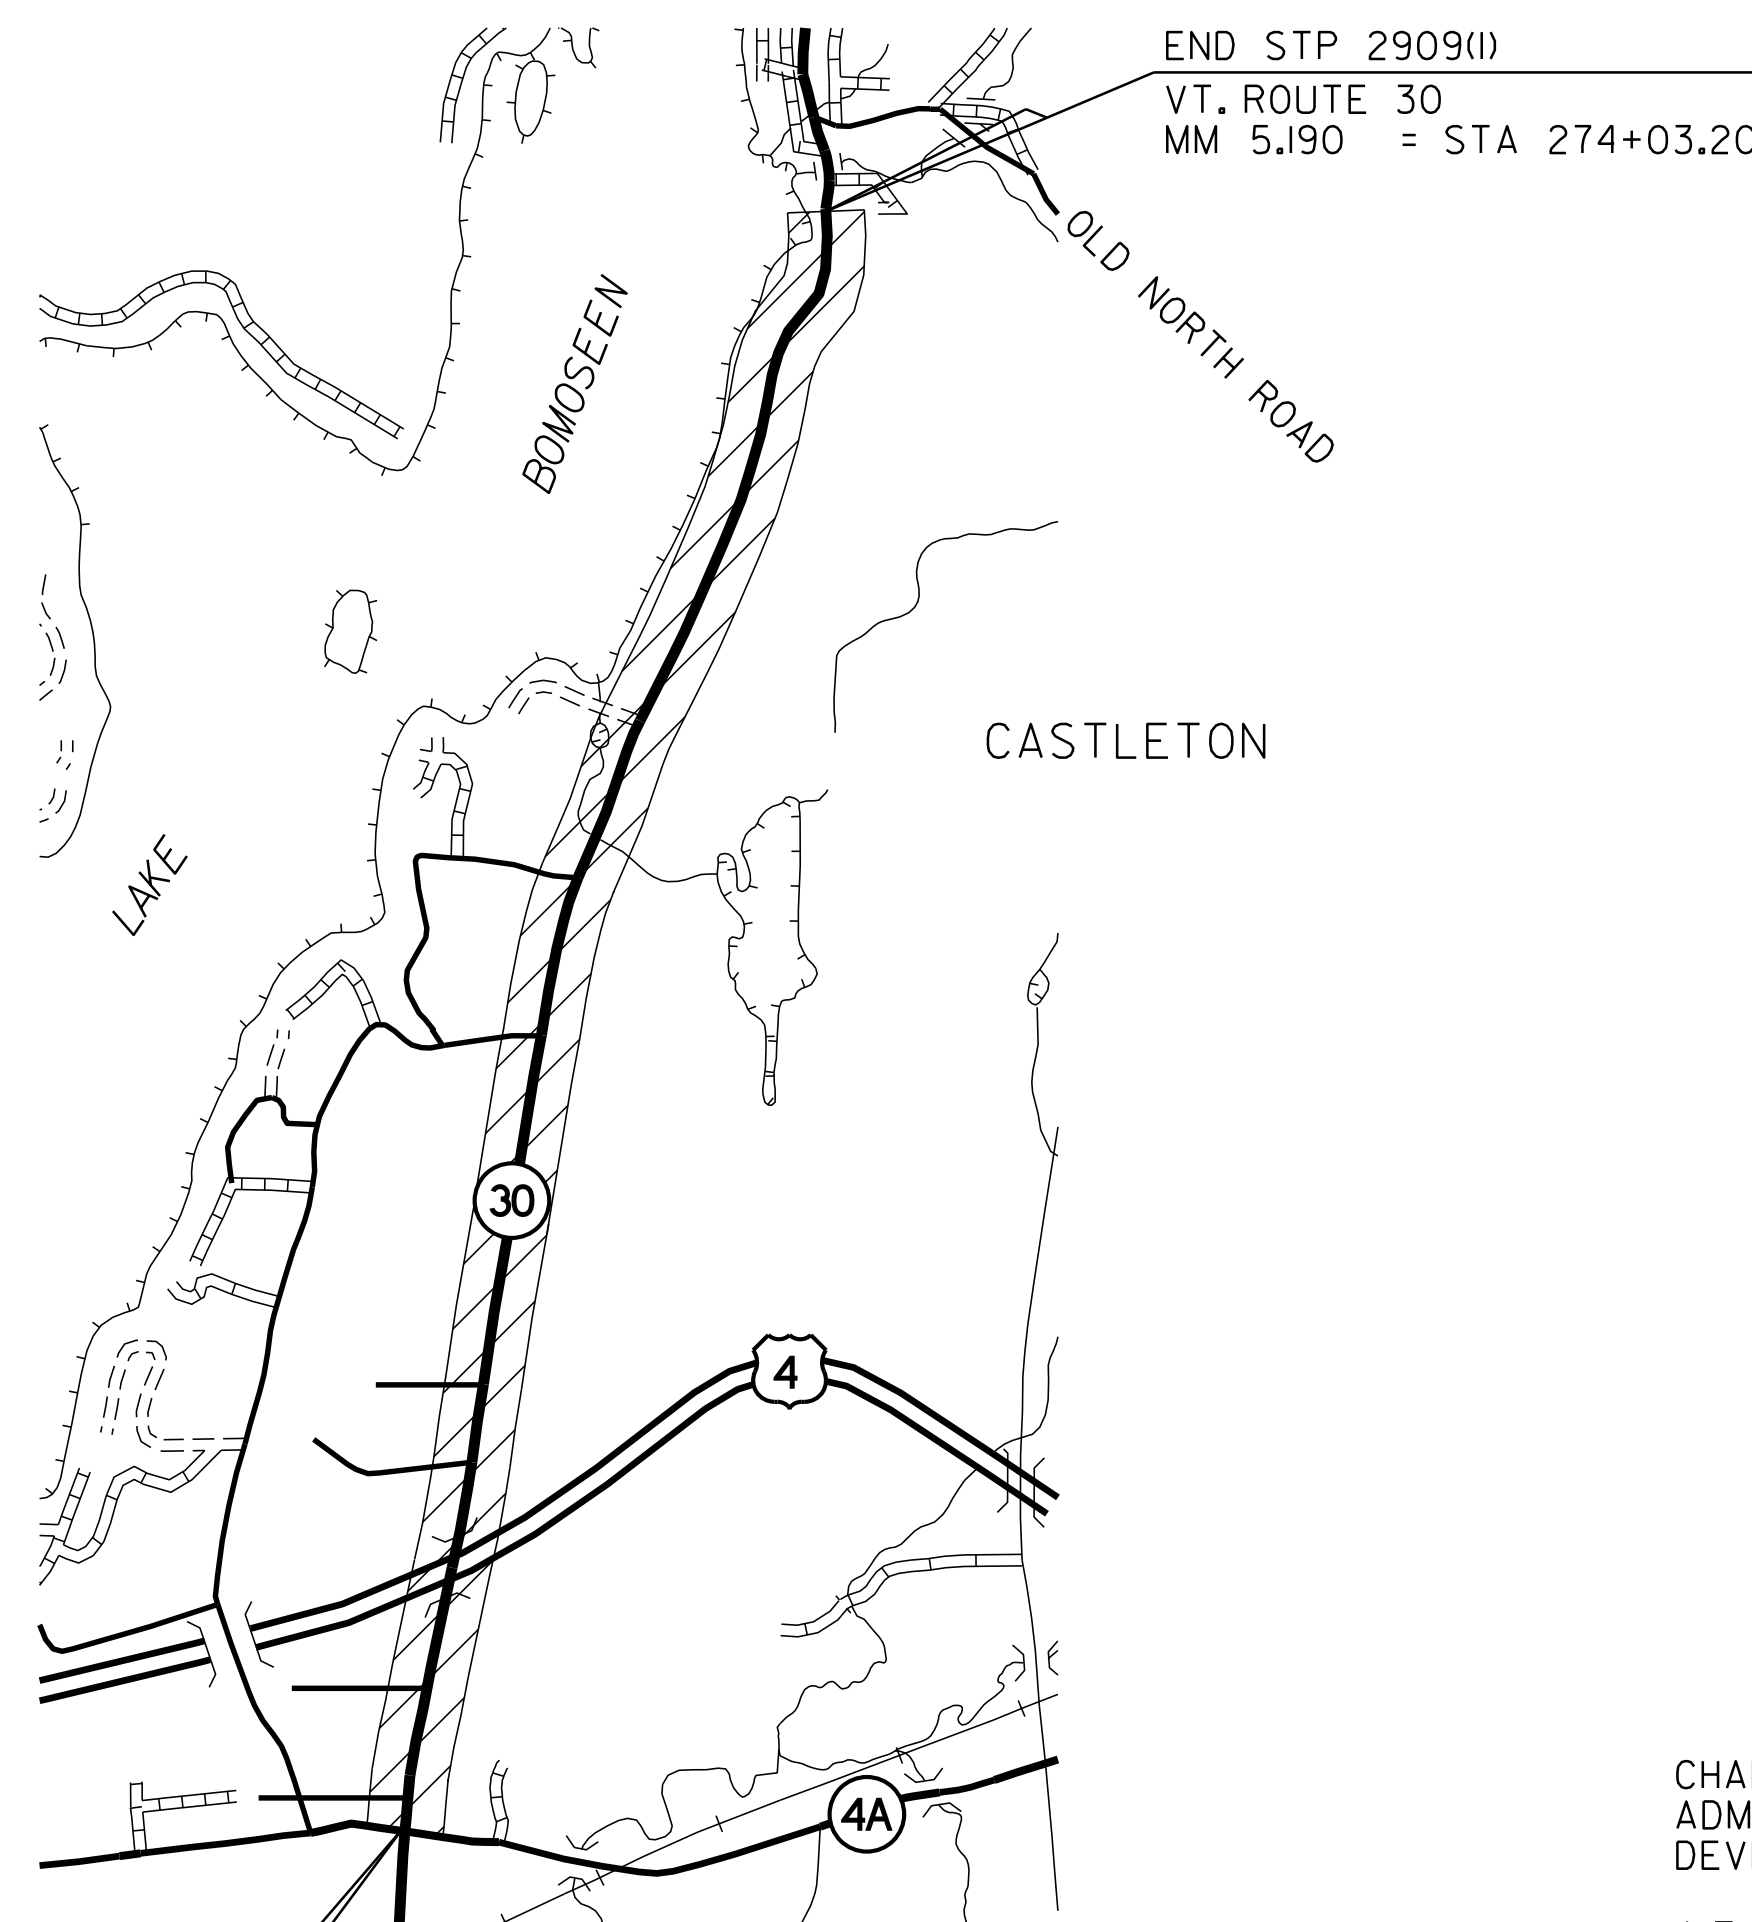 END STP 2909(1)
VT. ROUTE 30
MM 5.190 = STA 274+03.20
OLD NORTH ROAD
BOMOSEEN
CASTLETON
LAKE
30
4
4A